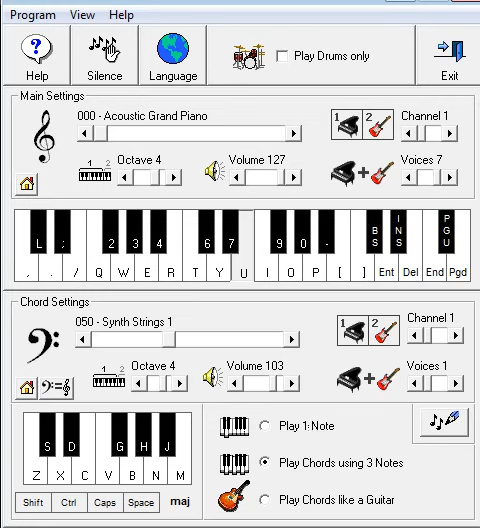 Program View Help
Help Silence Language Play Drums only Exit
Main Settings
000 - Acoustic Grand Piano 1 2 Channel 1
1 2 Octave 4 Volume 127 Voices 7
L ; 2 3 4 6 7 9 0 - BS INS PGU
, . / Q W E R T Y U I O P [ ] Ent Del End Pgd
Chord Settings
050 - Synth Strings 1 1 2 Channel 1
Octave 4 Volume 103 Voices 1
S D G H J
Z X C V B N M
Shift Ctrl Caps Space maj
Play 1 Note
Play Chords using 3 Notes
Play Chords like a Guitar